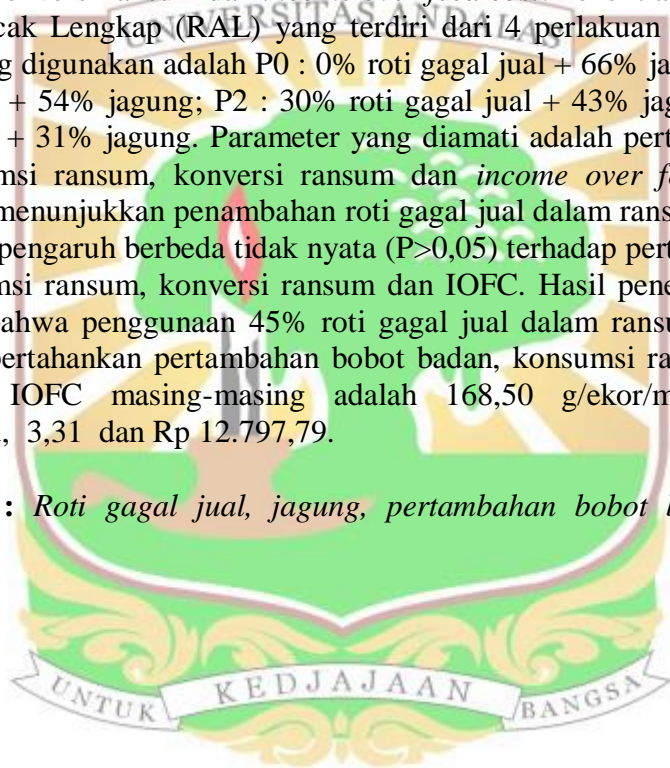 UNIVERSITAS ANDALAS
cak Lengkap (RAL) yang terdiri dari 4 perlakuan
g digunakan adalah P0 : 0% roti gagal jual + 66% ja
+ 54% jagung; P2 : 30% roti gagal jual + 43% jag
+ 31% jagung. Parameter yang diamati adalah pert
msi ransum, konversi ransum dan income over f
menunjukkan penambahan roti gagal jual dalam rans
pengaruh berbeda tidak nyata (P>0,05) terhadap pert
msi ransum, konversi ransum dan IOFC. Hasil pene
ahwa penggunaan 45% roti gagal jual dalam ransu
pertahankan pertambahan bobot badan, konsumsi ra
IOFC masing-masing adalah 168,50 g/ekor/m
, 3,31 dan Rp 12.797,79.
: Roti gagal jual, jagung, pertambahan bobot b
UNTUK KEDJAJAAN BANGSA